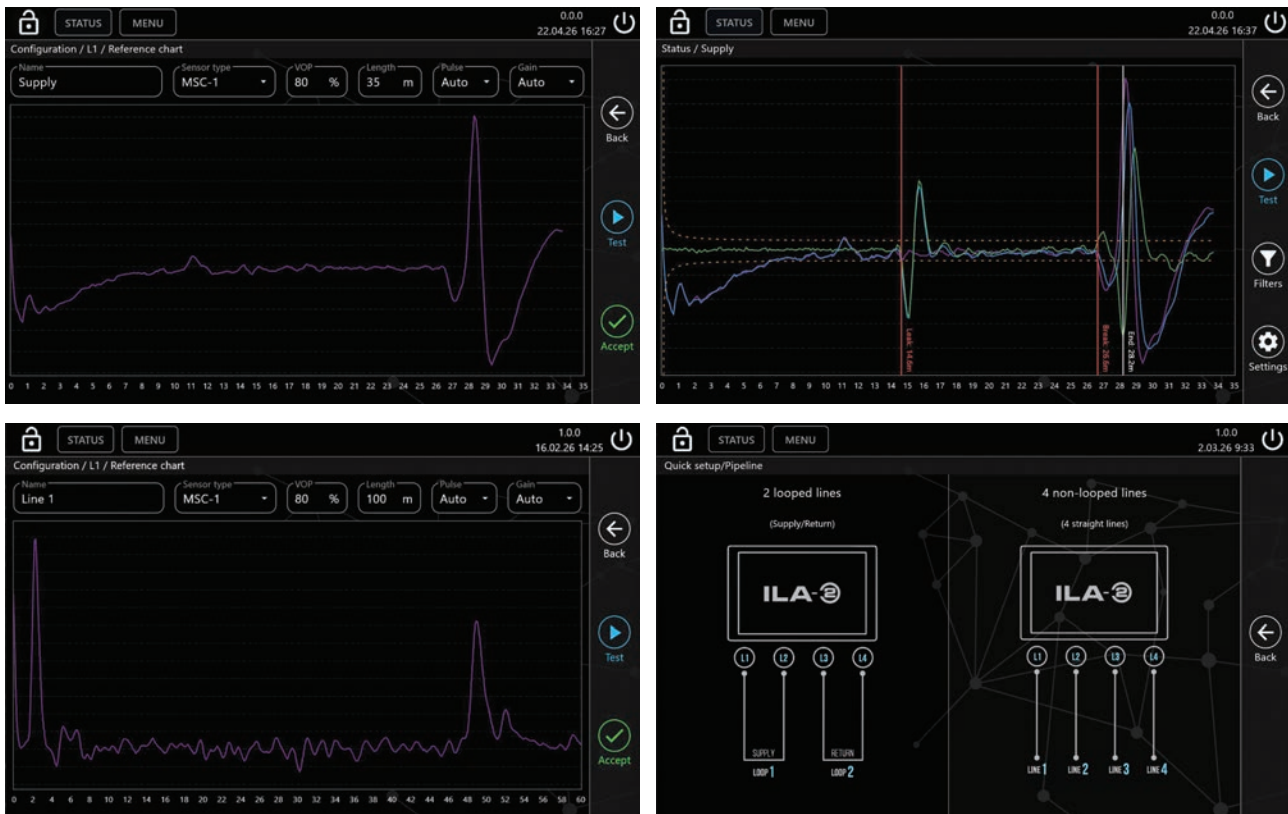 STATUS MENU 0.0.0
22.04.26 16:27
Configuration / L1 / Reference chart
Name Sensor type VOP Length Pulse Gain
Supply MSC-1 80 % 35 m Auto Auto
Back
Test
Accept
0 1 2 3 4 5 6 7 8 9 10 11 12 13 14 15 16 17 18 19 20 21 22 23 24 25 26 27 28 29 30 31 32 33 34 35
STATUS MENU 0.0.0
22.04.26 16:37
Status / Supply
Back
Test
Filters
Settings
Leak: 14.6m
Break: 26.6m
End: 28.2m
0 1 2 3 4 5 6 7 8 9 10 11 12 13 14 15 16 17 18 19 20 21 22 23 24 25 26 27 28 29 30 31 32 33 34 35
STATUS MENU 1.0.0
16.02.26 14:25
Configuration / L1 / Reference chart
Name Sensor type VOP Length Pulse Gain
Line 1 MSC-1 80 % 100 m Auto Auto
Back
Test
Accept
0 2 4 6 8 10 12 14 16 18 20 22 24 26 28 30 32 34 36 38 40 42 44 46 48 50 52 54 56 58 60
STATUS MENU 1.0.0
2.03.26 9:33
Quick setup/Pipeline
2 looped lines
(Supply/Return)
ILA-2
L1 L2 L3 L4
SUPPLY RETURN
LOOP 1 LOOP 2
4 non-looped lines
(4 straight lines)
ILA-2
L1 L2 L3 L4
LINE 1 LINE 2 LINE 3 LINE 4
Back